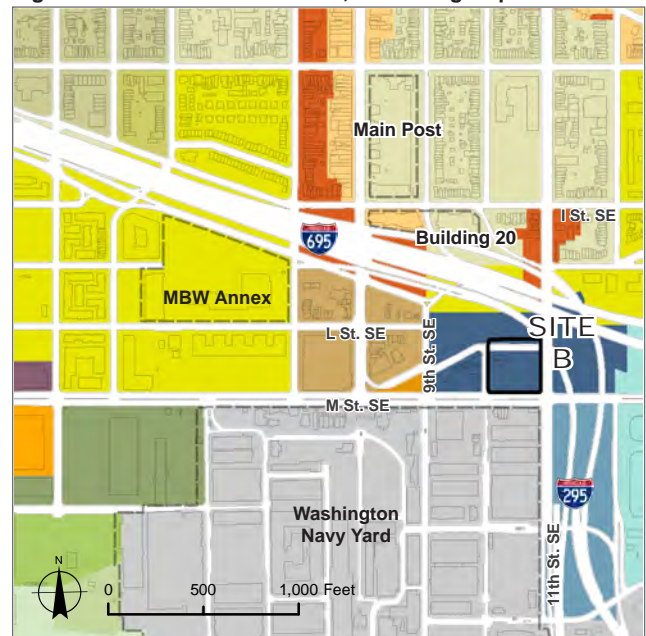 Main Post
I St. SE
695
Building 20
MBW Annex
L St. SE
9th St. SE
SITE
B
M St. SE
295
Washington
Navy Yard
11th St. SE
N
0 500 1,000 Feet